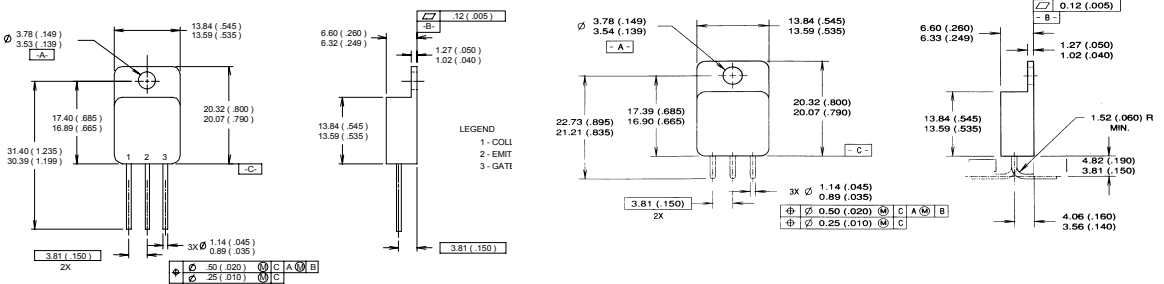 Ø 3.78 ( .149 )
3.53 ( .139 )
-A-
13.84 ( .545 )
13.59 ( .535 )
17.40 ( .685 )
16.89 ( .665 )
31.40 ( 1.235 )
30.39 ( 1.199 )
20.32 ( .800 )
20.07 ( .790 )
1 2 3
-C-
3.81 ( .150 )
2X
3X Ø 1.14 ( .045 )
0.89 ( .035 )
Ø .50 ( .020 ) Ⓜ C A Ⓜ B
Ø .25 ( .010 ) Ⓜ C
.12 ( .005 )
-B-
6.60 ( .260 )
6.32 ( .249 )
1.27 ( .050 )
1.02 ( .040 )
13.84 ( .545 )
13.59 ( .535 )
3.81 ( .150 )
LEGEND
1 - COLL
2 - EMIT
3 - GATE
Ø 3.78 (.149)
3.54 (.139)
- A -
13.84 (.545)
13.59 (.535)
22.73 (.895)
21.21 (.835)
17.39 (.685)
16.90 (.665)
20.32 (.800)
20.07 (.790)
- C -
3.81 (.150)
2X
3X Ø 1.14 (.045)
0.89 (.035)
⌖ Ø 0.50 (.020) Ⓜ C A Ⓜ B
⌖ Ø 0.25 (.010) Ⓜ C
0.12 (.005)
- B -
6.60 (.260)
6.33 (.249)
1.27 (.050)
1.02 (.040)
13.84 (.545)
13.59 (.535)
1.52 (.060) R
MIN.
4.82 (.190)
3.81 (.150)
4.06 (.160)
3.56 (.140)